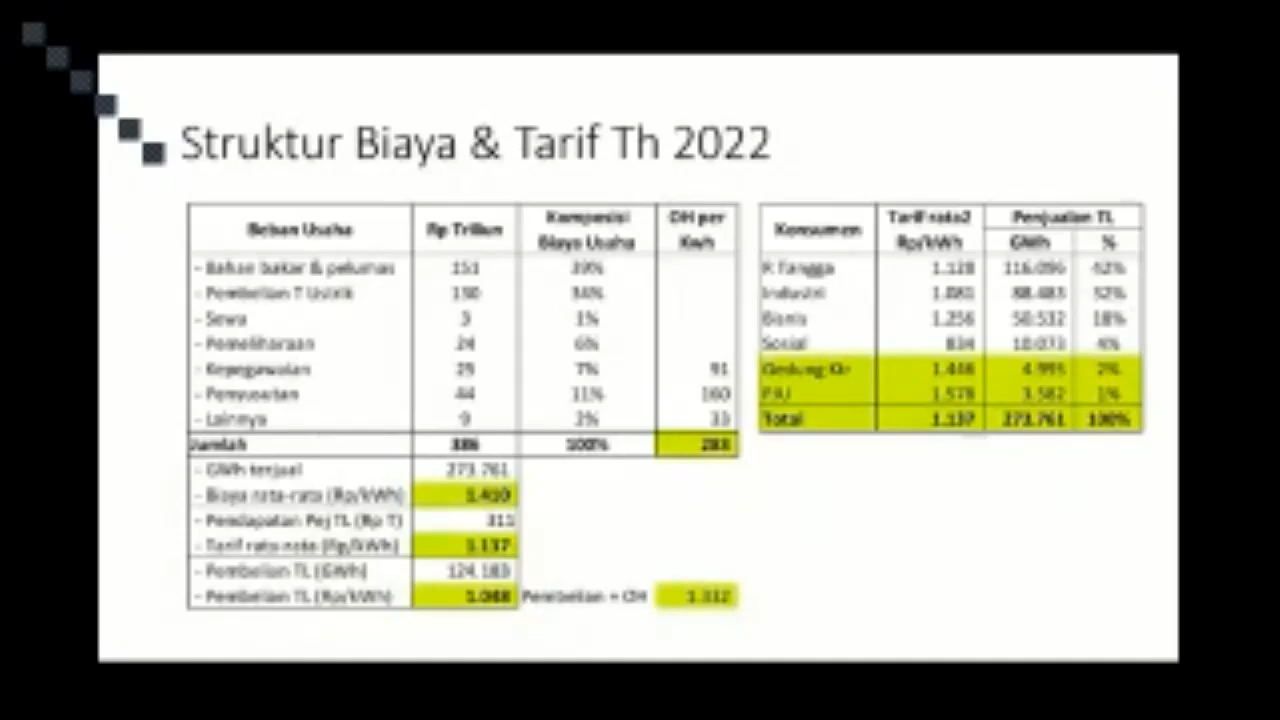 Struktur Biaya & Tarif Th 2022
Beban Usaha Rp Triliun Komposisi Biaya Usaha OH per Kwh
- Bahan bakar & pelumas 151 39%
- Pembelian T Listrik 130 34%
- Sewa 3 1%
- Pemeliharaan 24 6%
- Kepegawaian 25 7% 91
- Penyusutan 44 11% 160
- Lainnya 9 2% 33
Jumlah 386 100%
- GWh terjual 273.761
- Biaya rata-rata (Rp/kWh) 1.410
- Pendapatan Pej TL (Rp T) 311
- Tarif rata-rata (Rp/kWh) 1.137
- Pembelian TL (GWh)
- Pembelian TL (Rp/kWh) 1.048 Pembelian + OH 1.332
Konsumen Tarif rata2 Rp/kWh Penjualan TL
GWh %
R Tangga 1.128 116.096 42%
Industri 1.081 88.483 32%
Bisnis 1.256 50.532 18%
Sosial 834 10.073 4%
Gedung 1.448 4.995 2%
PJU 1.578 3.582 1%
Total 1.137 273.761 100%